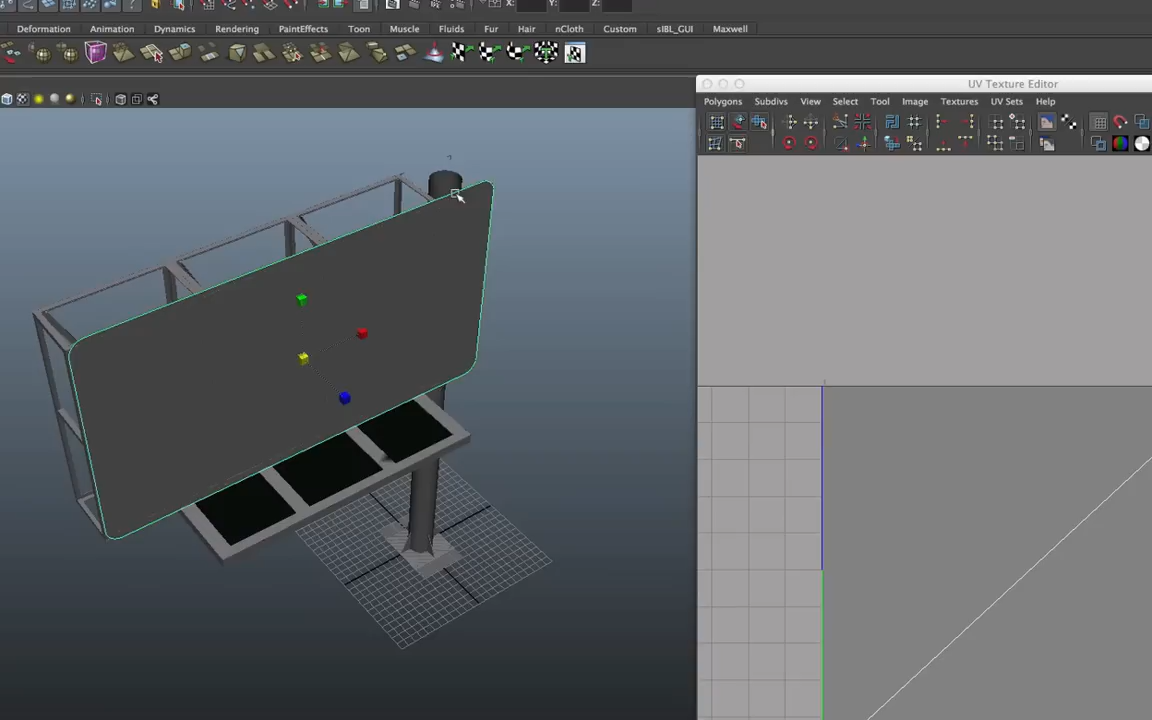 X: Y: Z:
Deformation Animation Dynamics Rendering PaintEffects Toon Muscle Fluids Fur Hair nCloth Custom sIBL_GUI Maxwell
UV Texture Editor
Polygons Subdivs View Select Tool Image Textures UV Sets Help